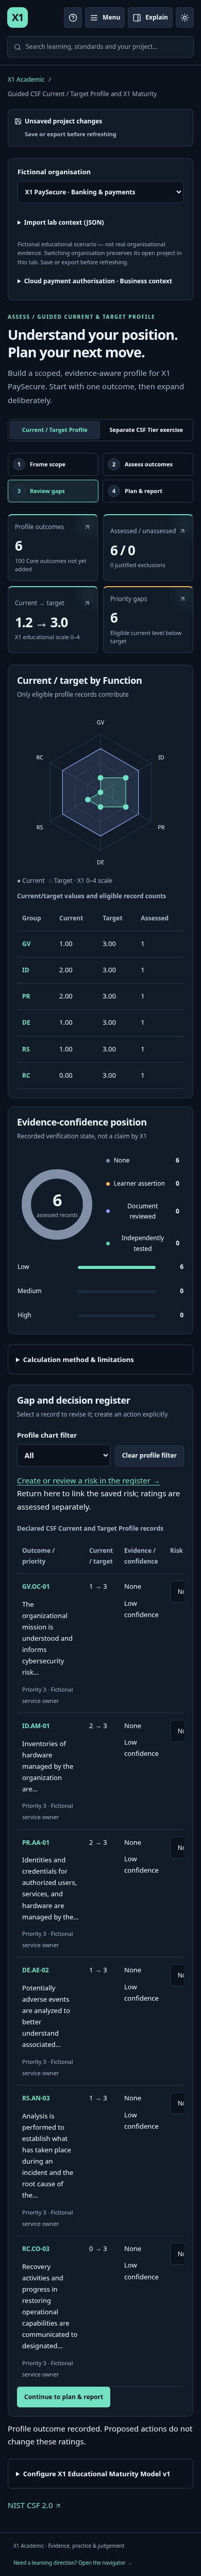 X1
Menu
Explain
Search learning, standards and your project...
X1 Academic /
Guided CSF Current / Target Profile and X1 Maturity
Unsaved project changes
Save or export before refreshing
Fictional organisation
X1 PaySecure · Banking & payments
Import lab context (JSON)
Fictional educational scenario — not real organisational
evidence. Switching organisation preserves its open project in
this tab. Save or export before refresh.
Cloud payment authorisation · Business context
ASSESS / GUIDED CURRENT & TARGET PROFILE
Understand your position.
Plan your next move.
Build a scoped, evidence-aware profile for X1
PaySecure. Start with one outcome, then expand
deliberately.
Current / Target Profile
Separate CSF Tier exercise
1 Frame scope
2 Assess outcomes
3 Review gaps
4 Plan & report
Profile outcomes
6
100 Core outcomes not yet
added
Assessed / unassessed
6 / 0
0 justified exclusions
Current → target
1.2 → 3.0
X1 educational scale 0–4
Priority gaps
6
Eligible current level below
target
Current / target by Function
Only eligible profile records contribute
GV
ID
PR
DE
RS
RC
● Current ○ Target · X1 0–4 scale
Current/target values and eligible record counts
Group Current Target Assessed
GV 1.00 3.00 1
ID 2.00 3.00 1
PR 2.00 3.00 1
DE 1.00 3.00 1
RS 1.00 3.00 1
RC 0.00 3.00 1
Evidence-confidence position
Recorded verification state, not a claim by X1
6
assessed records
None 6
Learner assertion 0
Document
reviewed 0
Independently
tested 0
Low 6
Medium 0
High 0
Calculation method & limitations
Gap and decision register
Select a record to revise it; create an action explicitly
Profile chart filter
All
Clear profile filter
Create or review a risk in the register →
Return here to link the saved risk; ratings are
assessed separately.
Declared CSF Current and Target Profile records
Outcome /
priority
Current
/ target
Evidence /
confidence
Risk
GV.OC-01
The
organizational
mission is
understood and
informs
cybersecurity
risk...
Priority 3 · Fictional
service owner
1 → 3
None
Low
confidence
No
ID.AM-01
Inventories of
hardware
managed by the
organization
are...
Priority 3 · Fictional
service owner
2 → 3
None
Low
confidence
No
PR.AA-01
Identities and
credentials for
authorized users,
services, and
hardware are
managed by the...
Priority 3 · Fictional
service owner
2 → 3
None
Low
confidence
No
DE.AE-02
Potentially
adverse events
are analyzed to
better
understand
associated...
Priority 3 · Fictional
service owner
1 → 3
None
Low
confidence
No
RS.AN-03
Analysis is
performed to
establish what
has taken place
during an
incident and the
root cause of
the...
Priority 3 · Fictional
service owner
1 → 3
None
Low
confidence
No
RC.CO-03
Recovery
activities and
progress in
restoring
operational
capabilities are
communicated to
designated...
Priority 3 · Fictional
service owner
0 → 3
None
Low
confidence
No
Continue to plan & report
Profile outcome recorded. Proposed actions do not
change these ratings.
Configure X1 Educational Maturity Model v1
NIST CSF 2.0
X1 Academic · Evidence, practice & judgement
Need a learning direction? Open the navigator →